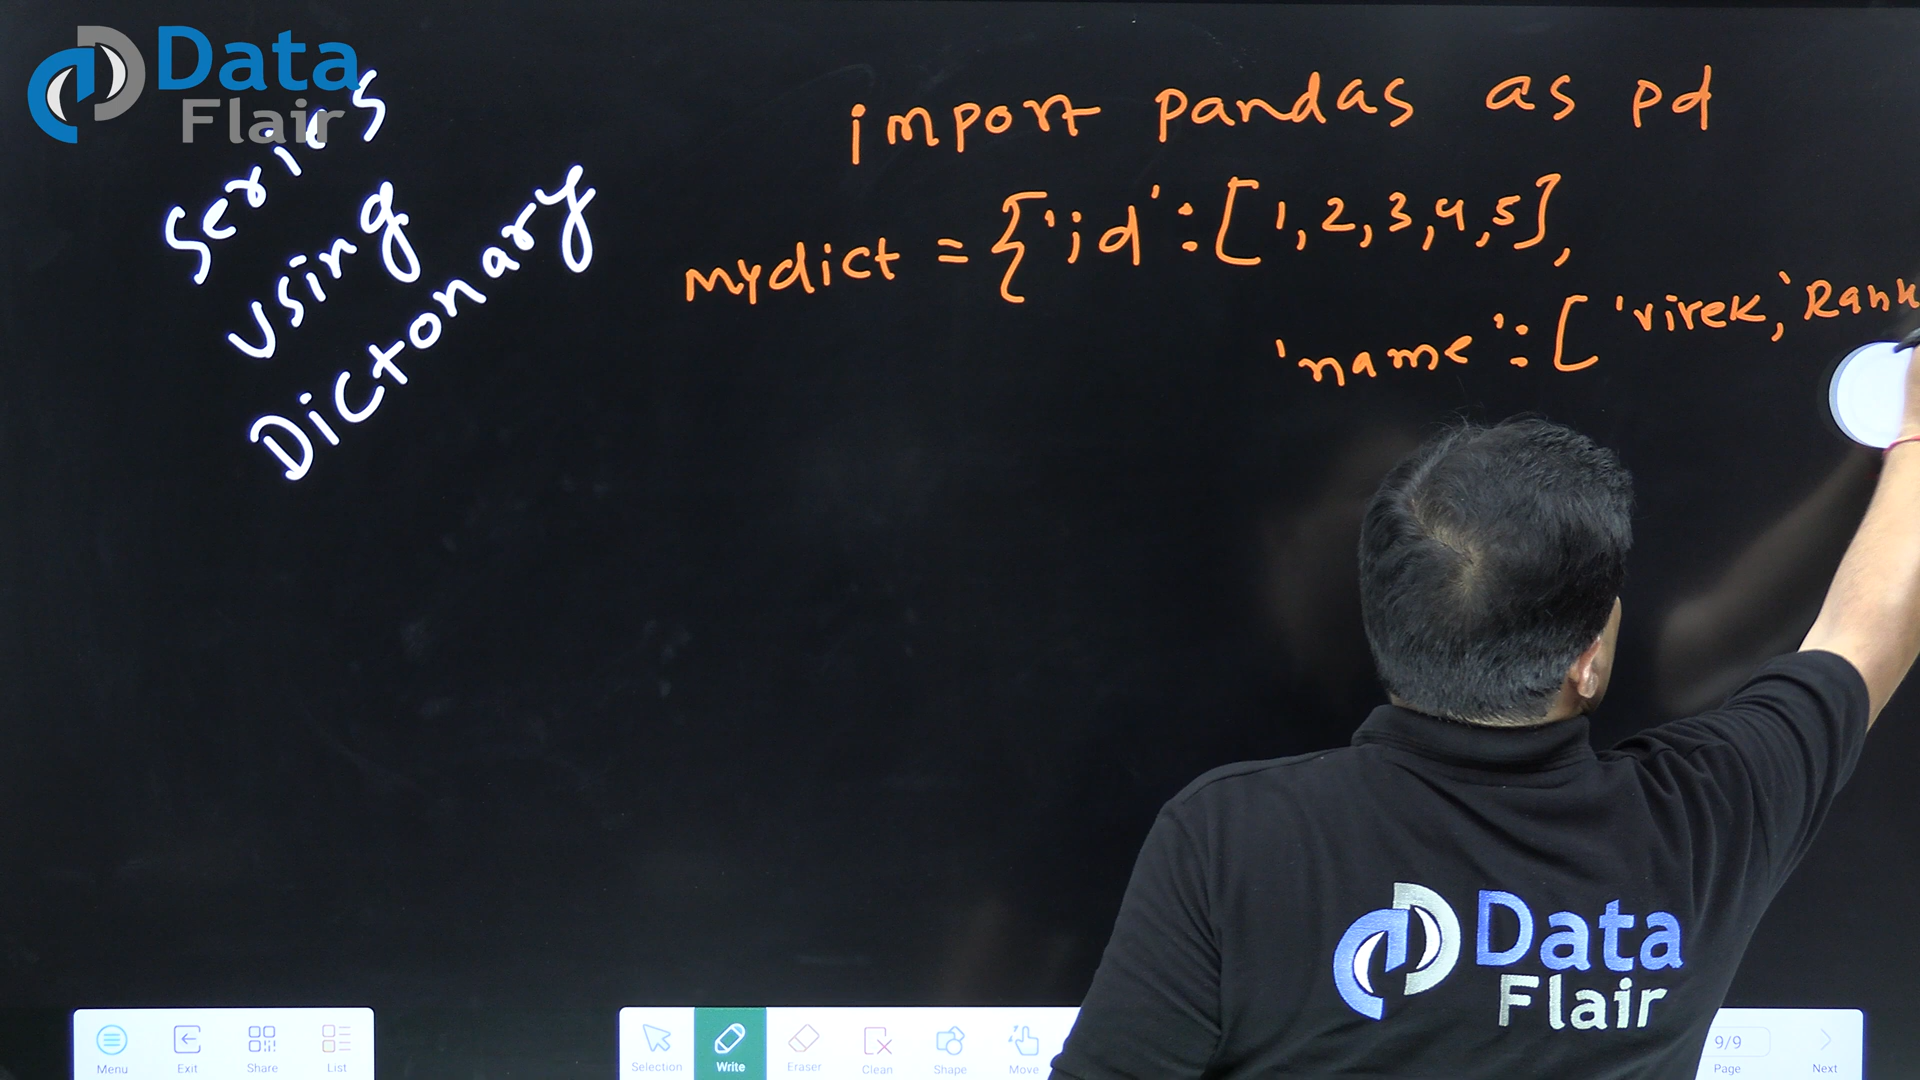 Data
Flair
Series
Using
Dictonary
import pandas as pd
mydict = {'id':[1,2,3,4,5],
'name':['virek,'Rank
Data
Flair
Menu Exit Share List
Selection Write Eraser Clean Shape Move
9/9
Page Next